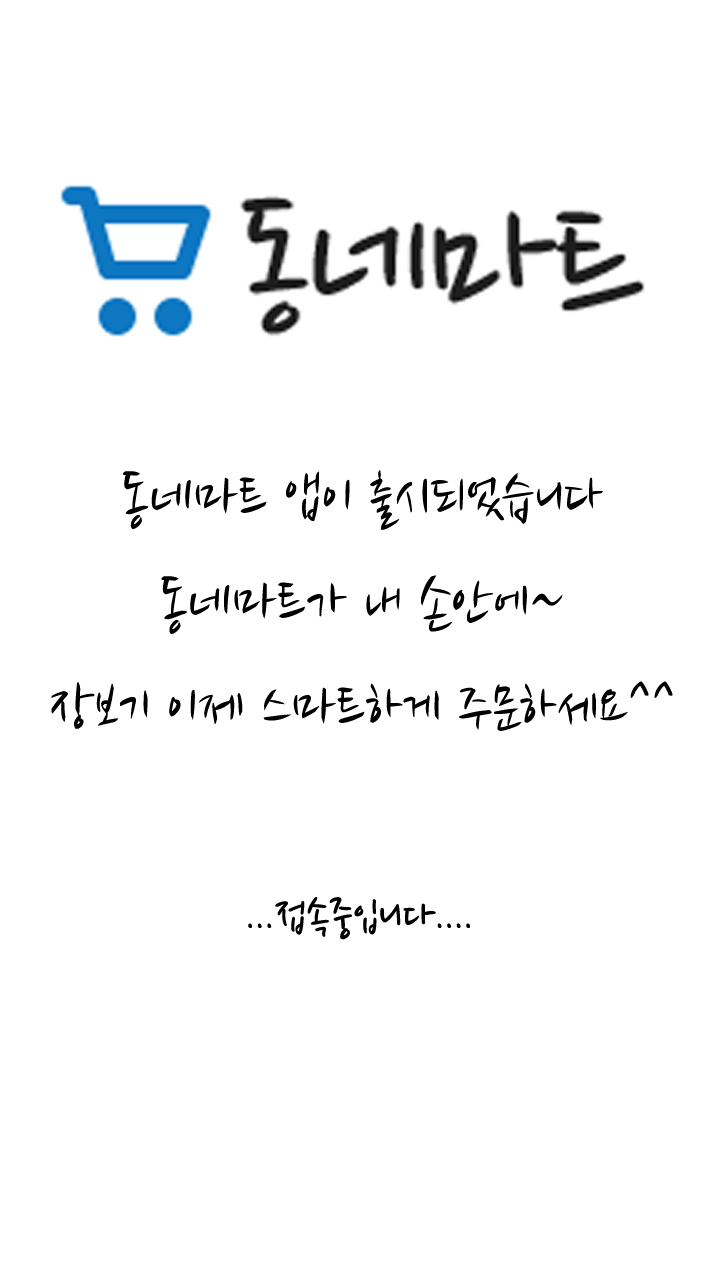 동네마트
동네마트 앱이 출시되었습니다
동네마트가 내 손안에~
장보기 이제 스마트하게 주문하세요^^
...접속중입니다....